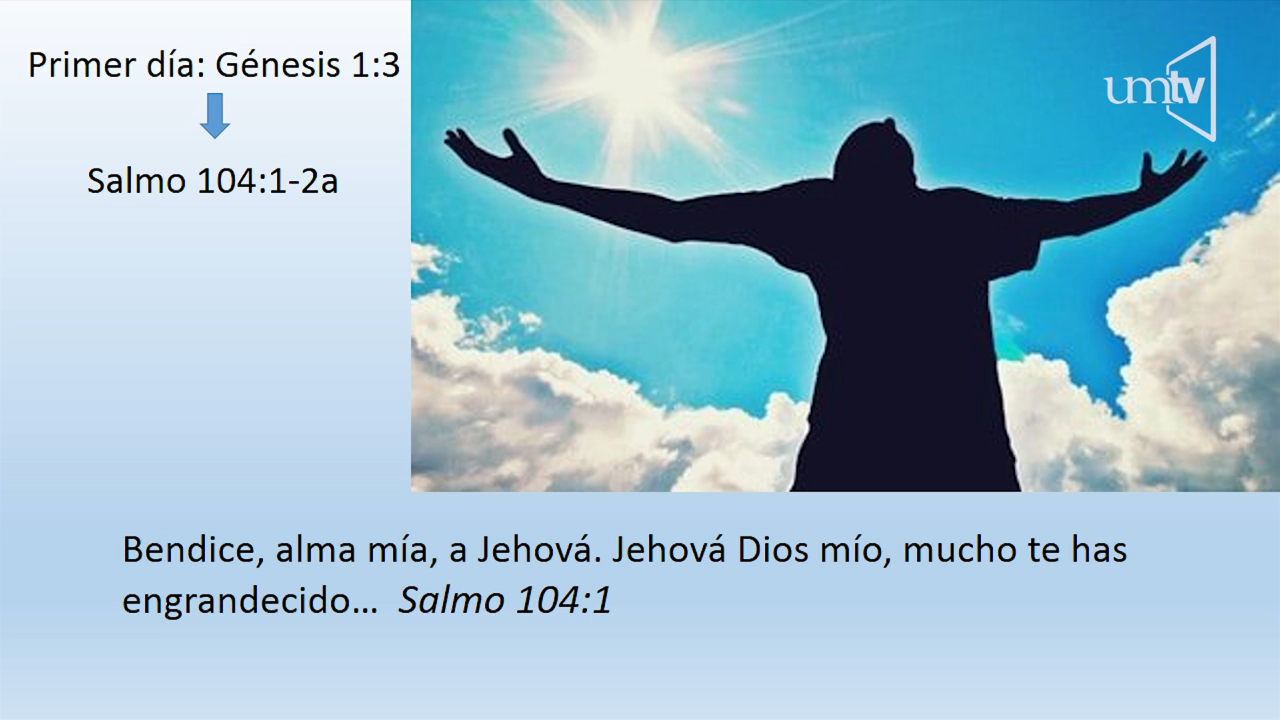 Primer día: Génesis 1:3
Salmo 104:1-2a
umtv
Bendice, alma mía, a Jehová. Jehová Dios mío, mucho te has
engrandecido... Salmo 104:1